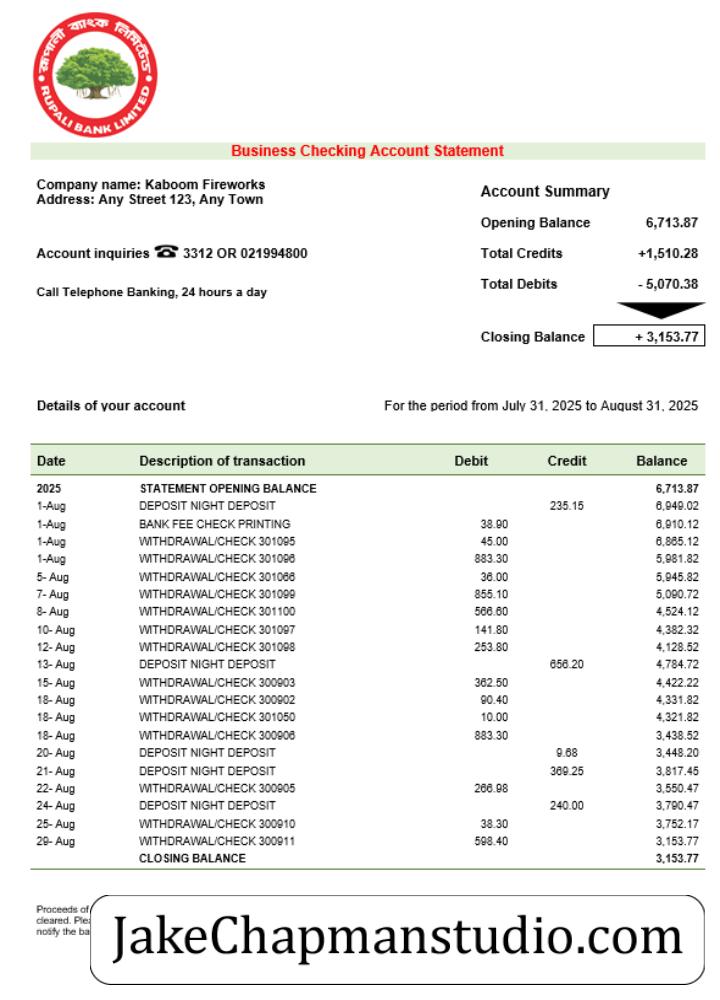 রূপালী ব্যাংক লিমিটেড
RUPALI BANK LIMITED
Business Checking Account Statement
Company name: Kaboom Fireworks
Address: Any Street 123, Any Town
Account inquiries ☎ 3312 OR 021994800
Call Telephone Banking, 24 hours a day
Account Summary
Opening Balance 6,713.87
Total Credits +1,510.28
Total Debits - 5,070.38
Closing Balance + 3,153.77
Details of your account For the period from July 31, 2025 to August 31, 2025
Date Description of transaction Debit Credit Balance
2025 STATEMENT OPENING BALANCE 6,713.87
1-Aug DEPOSIT NIGHT DEPOSIT 235.15 6,949.02
1-Aug BANK FEE CHECK PRINTING 38.90 6,910.12
1-Aug WITHDRAWAL/CHECK 301095 45.00 6,865.12
1-Aug WITHDRAWAL/CHECK 301096 883.30 5,981.82
5- Aug WITHDRAWAL/CHECK 301066 36.00 5,945.82
7- Aug WITHDRAWAL/CHECK 301099 855.10 5,090.72
8- Aug WITHDRAWAL/CHECK 301100 566.60 4,524.12
10- Aug WITHDRAWAL/CHECK 301097 141.80 4,382.32
12- Aug WITHDRAWAL/CHECK 301098 253.80 4,128.52
13- Aug DEPOSIT NIGHT DEPOSIT 656.20 4,784.72
15- Aug WITHDRAWAL/CHECK 300903 362.50 4,422.22
18- Aug WITHDRAWAL/CHECK 300902 90.40 4,331.82
18- Aug WITHDRAWAL/CHECK 301050 10.00 4,321.82
18- Aug WITHDRAWAL/CHECK 300906 883.30 3,438.52
20- Aug DEPOSIT NIGHT DEPOSIT 9.68 3,448.20
21- Aug DEPOSIT NIGHT DEPOSIT 369.25 3,817.45
22- Aug WITHDRAWAL/CHECK 300905 266.98 3,550.47
24- Aug DEPOSIT NIGHT DEPOSIT 240.00 3,790.47
25- Aug WITHDRAWAL/CHECK 300910 38.30 3,752.17
29- Aug WITHDRAWAL/CHECK 300911 598.40 3,153.77
CLOSING BALANCE 3,153.77
Proceeds of
cleared.
notify the
JakeChapmanstudio.com